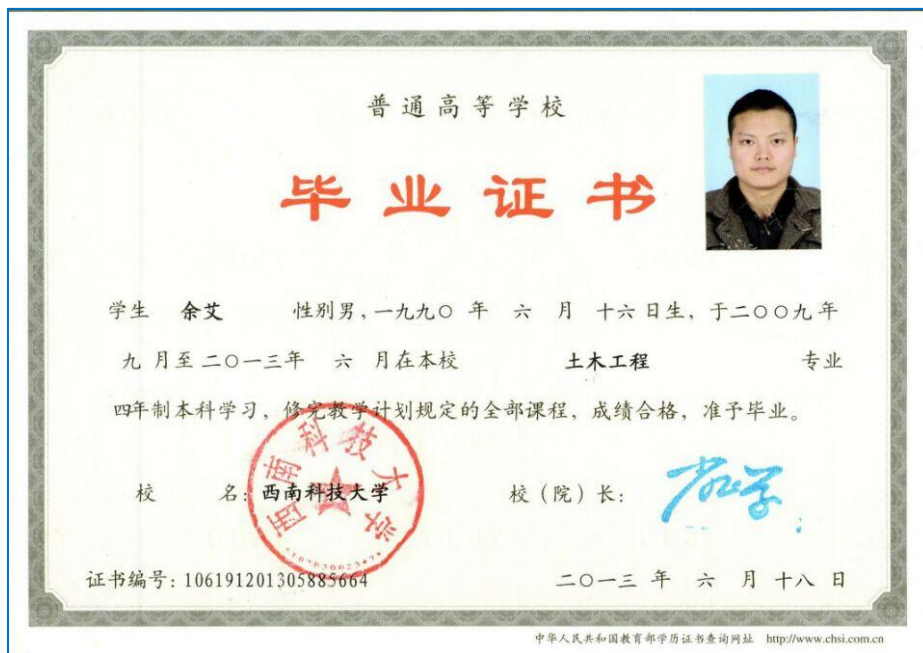 普通高等学校
毕业证书
学生 余艾 性别男，一九九〇 年 六 月 十六 日生，于二〇〇九年
九 月至二〇一三年 六 月在本校 土木工程 专业
四年制本科学习，修完教学计划规定的全部课程，成绩合格，准予毕业。
西南科技大学
校 名：西南科技大学 校（院）长：
证书编号：106191201305885664 二〇一三 年 六 月 十八 日
中华人民共和国教育部学历证书查询网址 http://www.chsi.com.cn